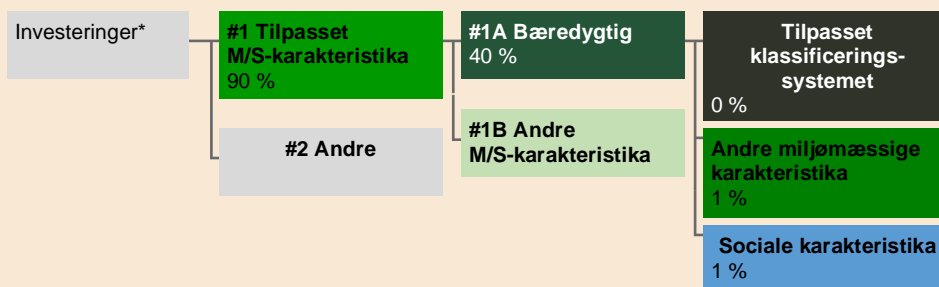 Investeringer*
#1 Tilpasset
M/S-karakteristika
90 %
#2 Andre
#1A Bæredygtig
40 %
#1B Andre
M/S-karakteristika
Tilpasset
klassificerings-
systemet
0 %
Andre miljømæssige
karakteristika
1 %
Sociale karakteristika
1 %